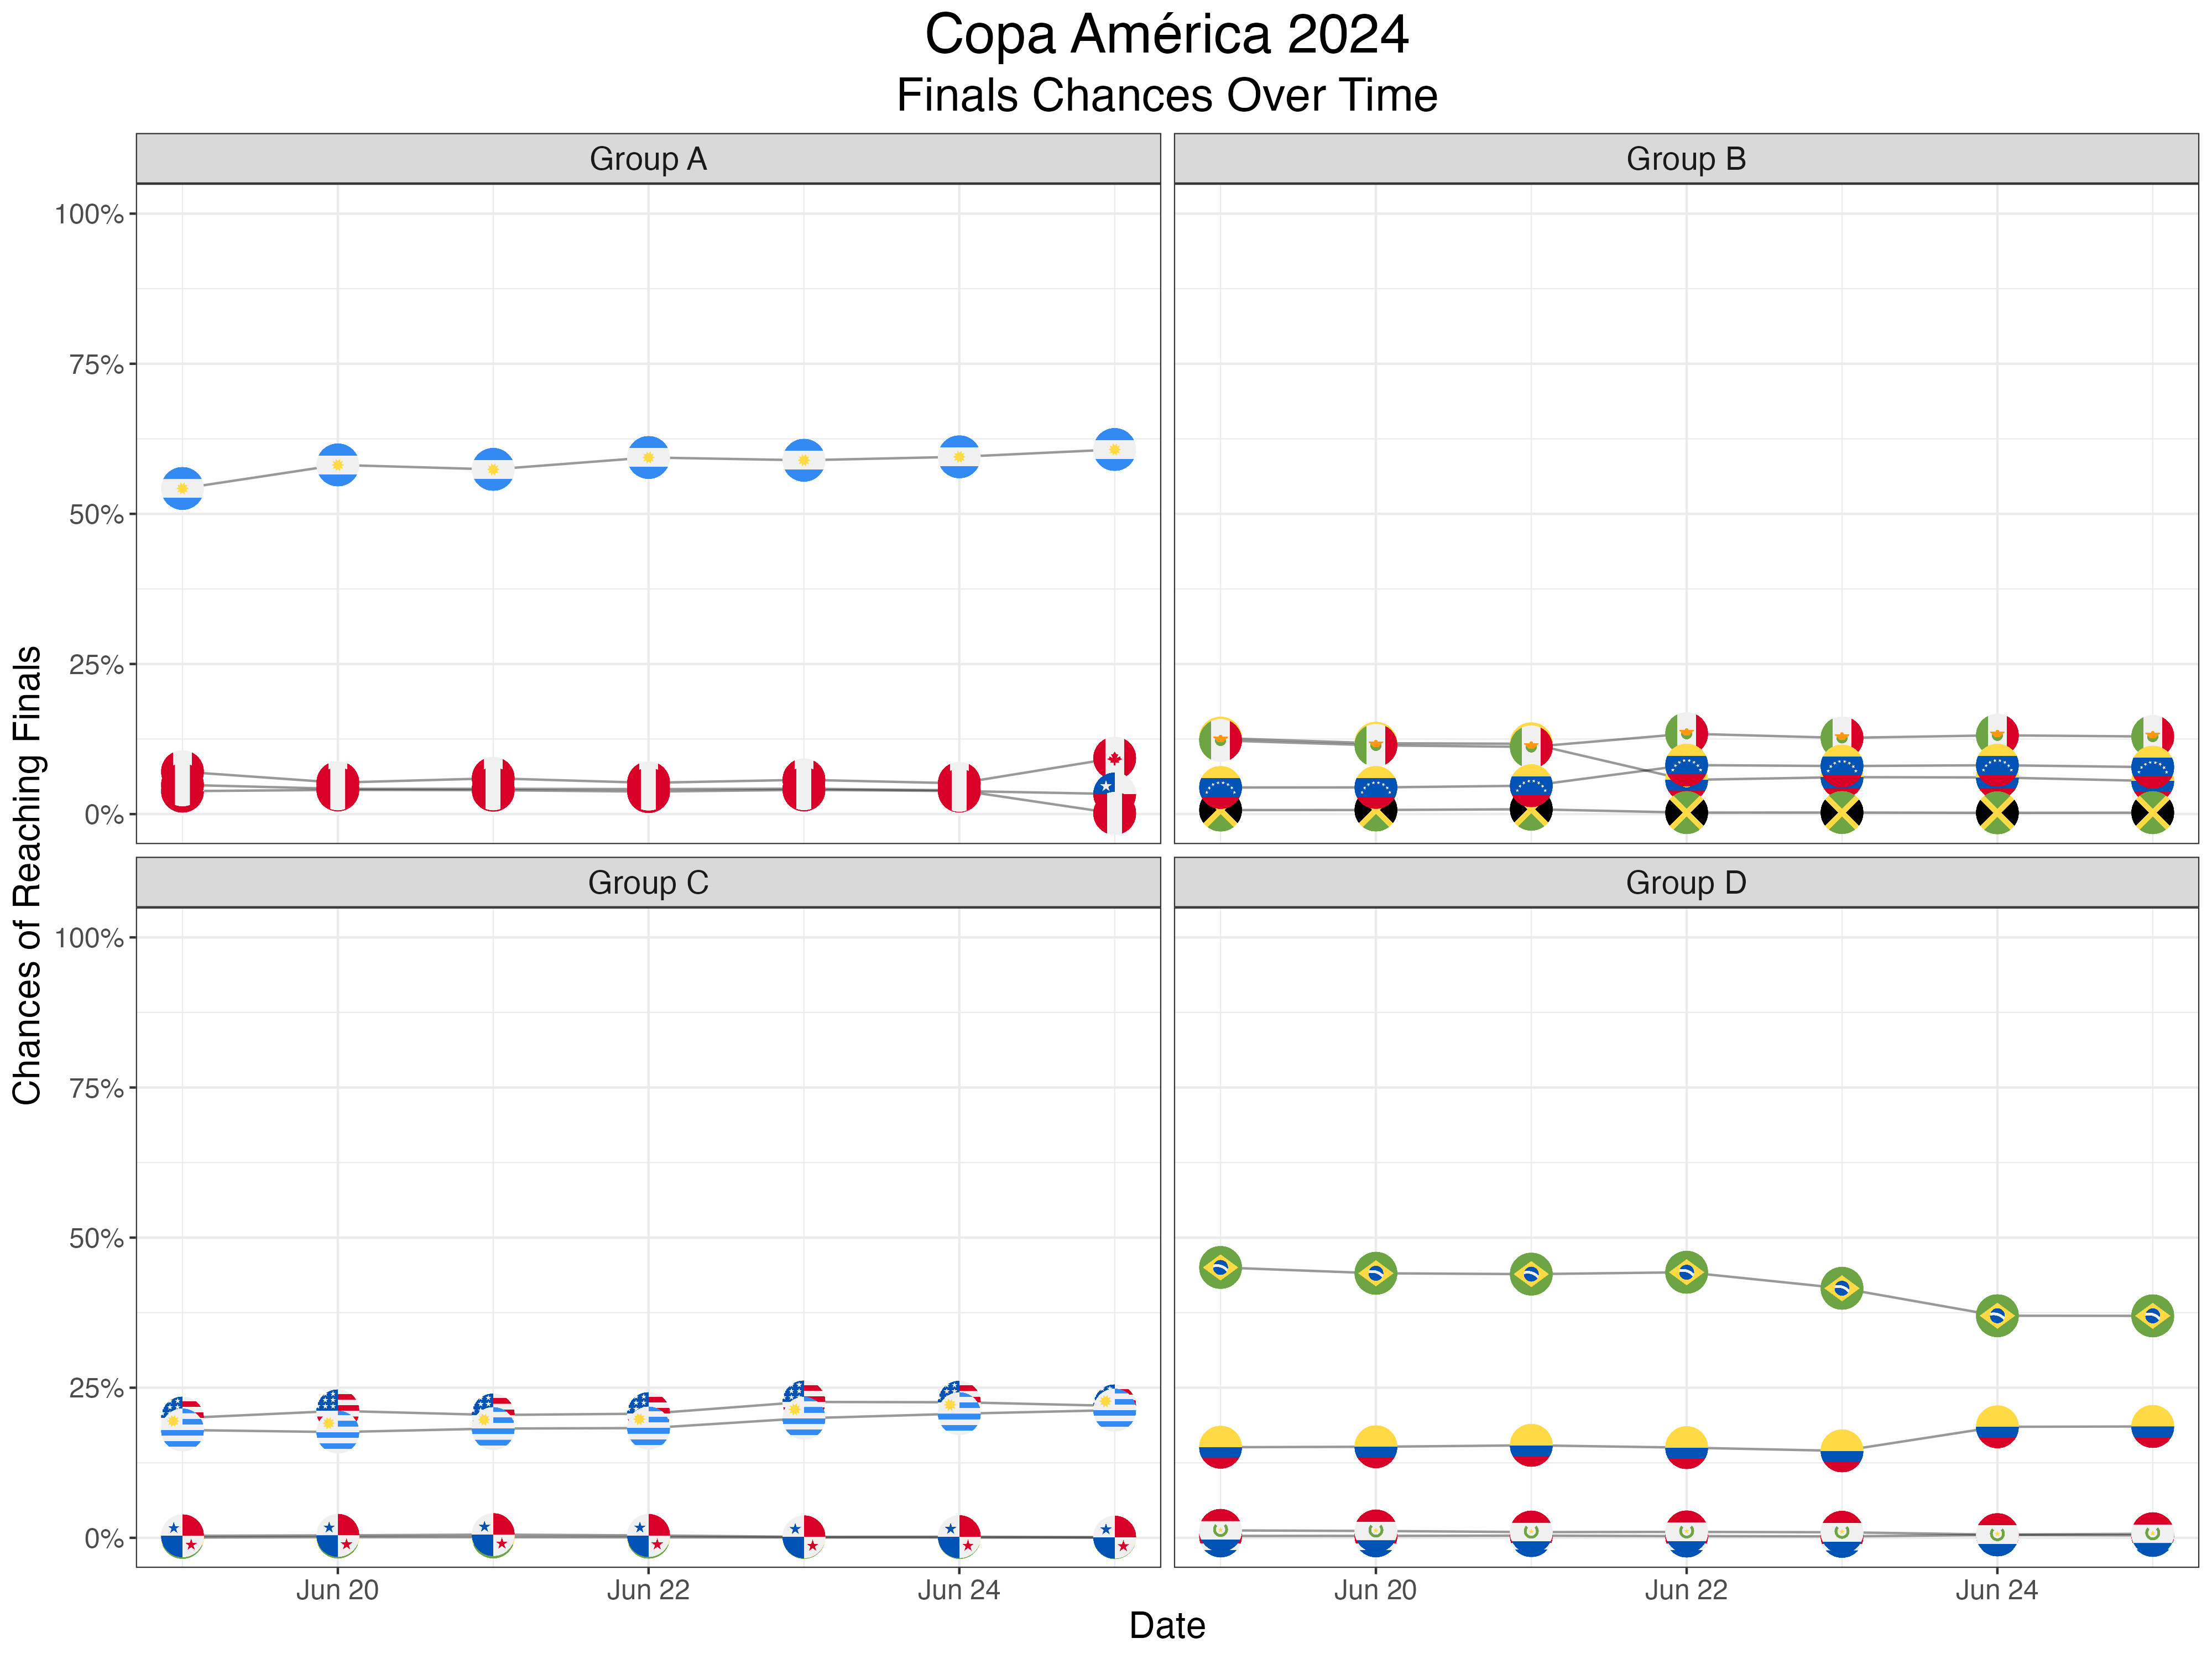 Copa América 2024
Finals Chances Over Time
Group A
Group B
100%
75%
50%
25%
0%
Group C
Group D
100%
75%
50%
25%
0%
Chances of Reaching Finals
Jun 20
Jun 22
Jun 24
Jun 20
Jun 22
Jun 24
Date